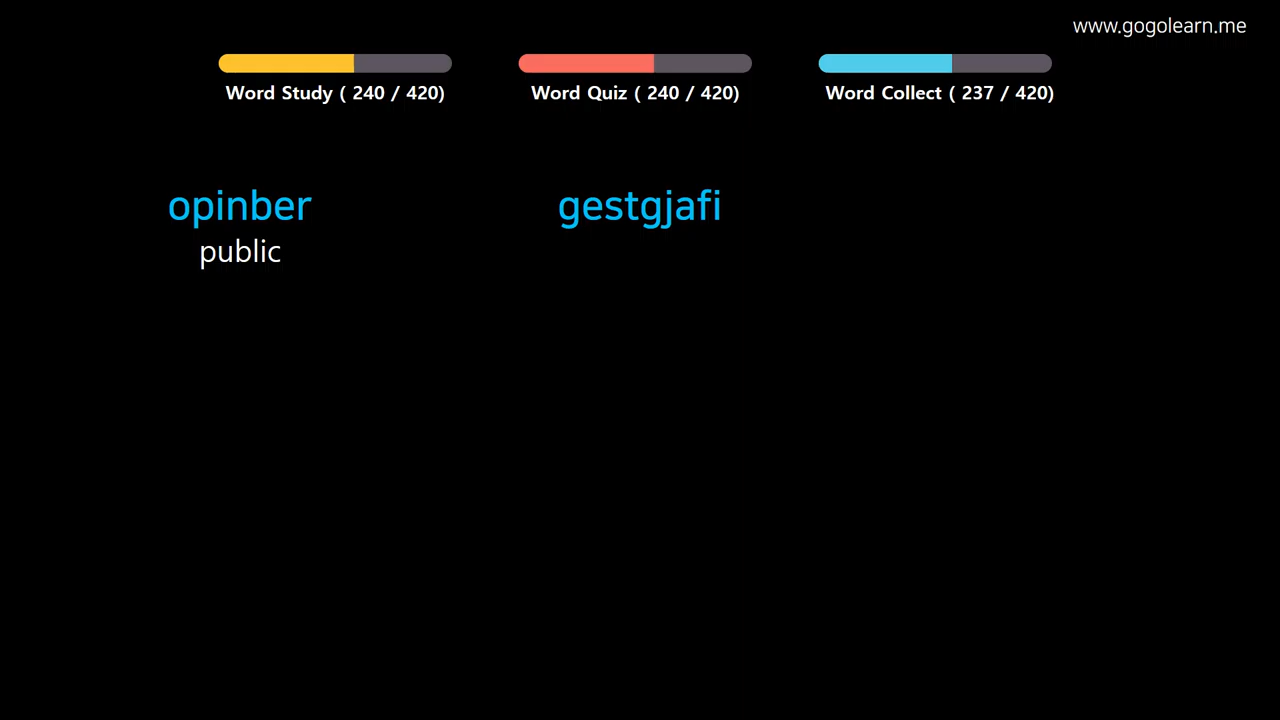 www.gogolearn.me
Word Study ( 240 / 420)
Word Quiz ( 240 / 420)
Word Collect ( 237 / 420)
opinber
gestgjafi
public